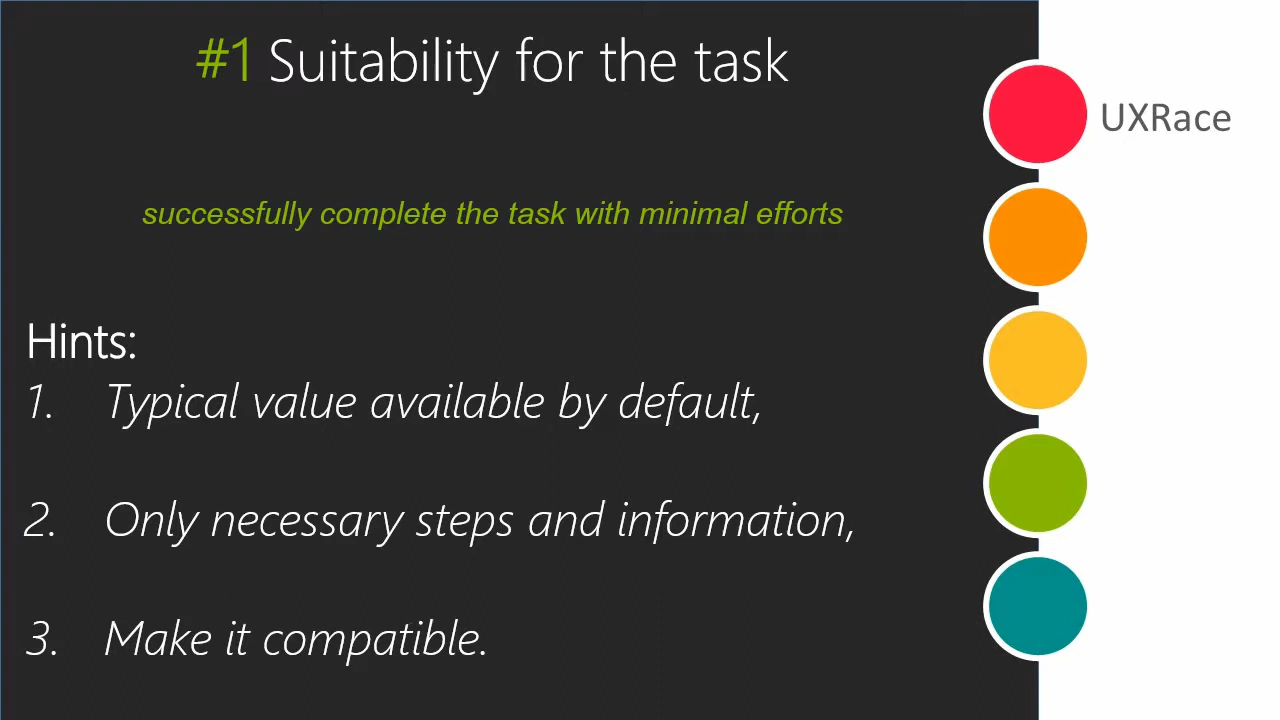 #1 Suitability for the task
UXRace
successfully complete the task with minimal efforts
Hints:
1. Typical value available by default,
2. Only necessary steps and information,
3. Make it compatible.